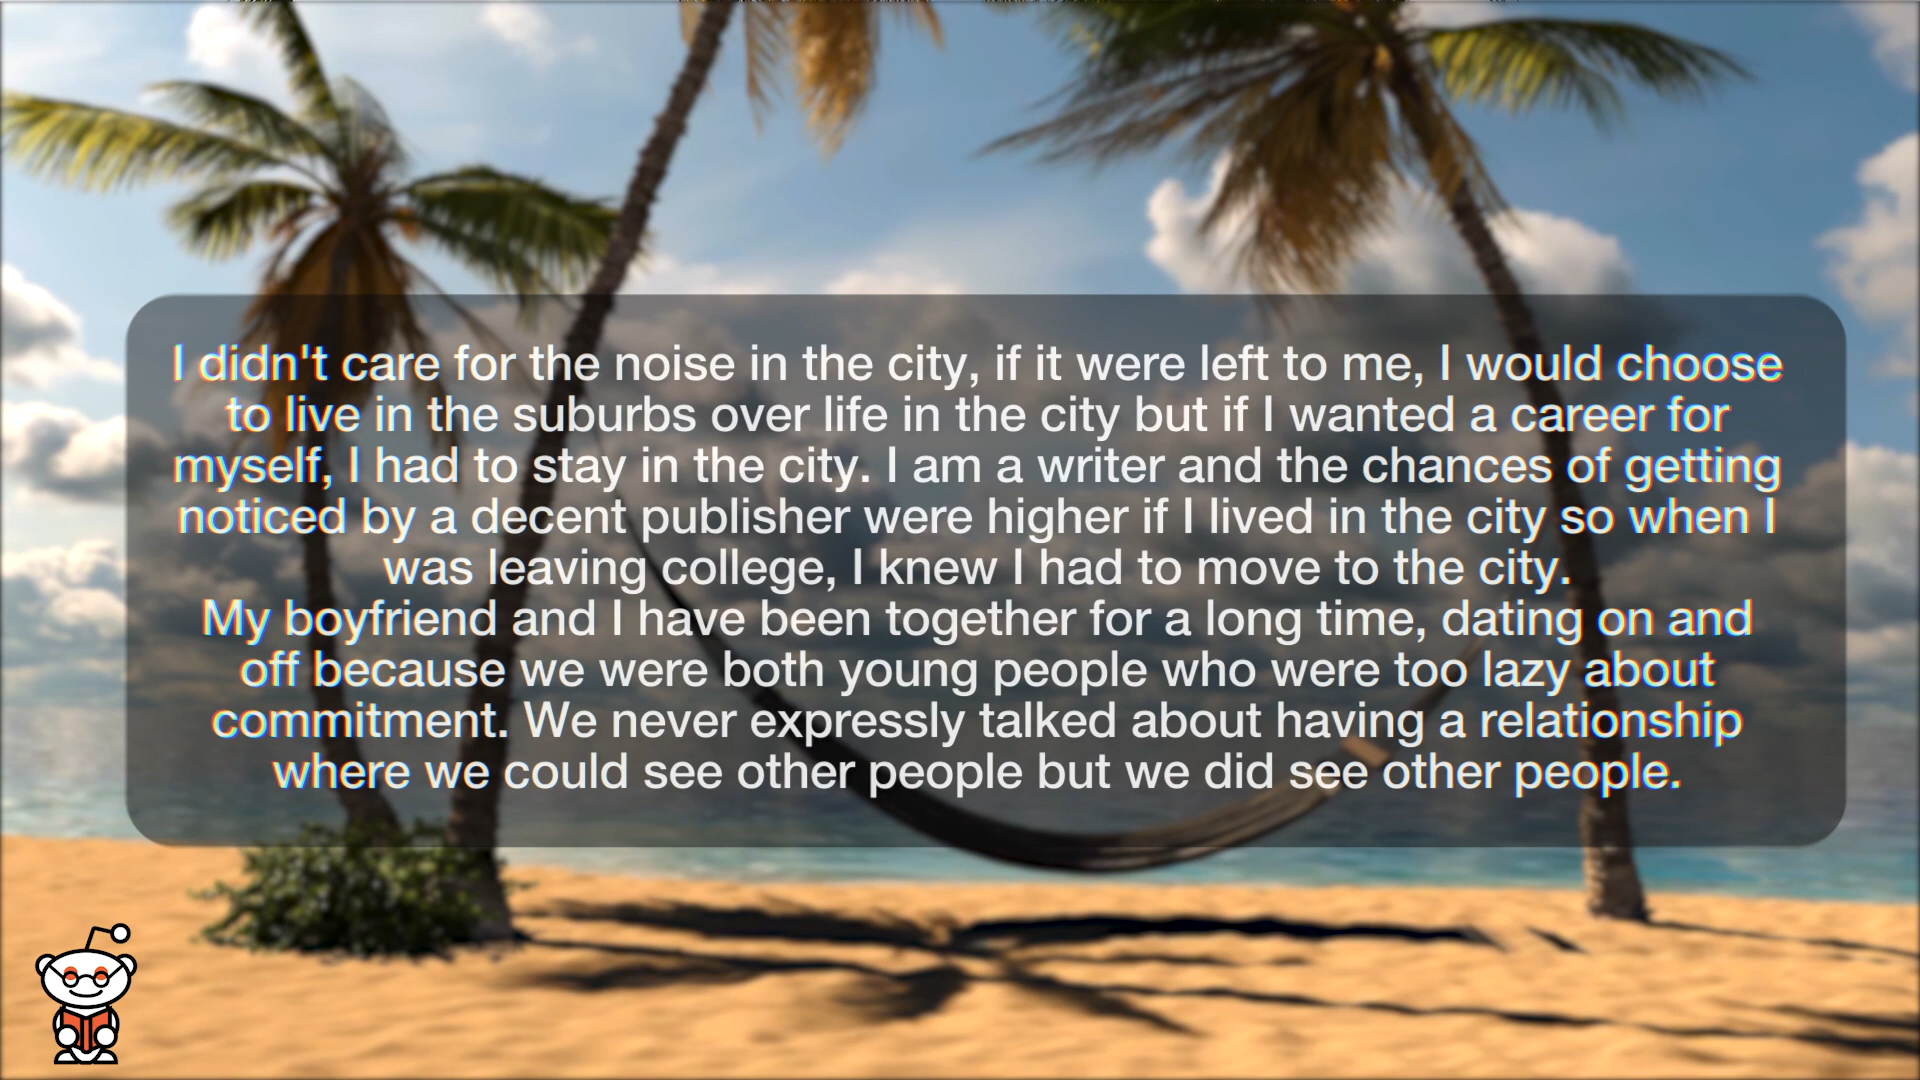 I didn't care for the noise in the city, if it were left to me, I would choose
to live in the suburbs over life in the city but if I wanted a career for
myself, I had to stay in the city. I am a writer and the chances of getting
noticed by a decent publisher were higher if I lived in the city so when I
was leaving college, I knew I had to move to the city.
My boyfriend and I have been together for a long time, dating on and
off because we were both young people who were too lazy about
commitment. We never expressly talked about having a relationship
where we could see other people but we did see other people.